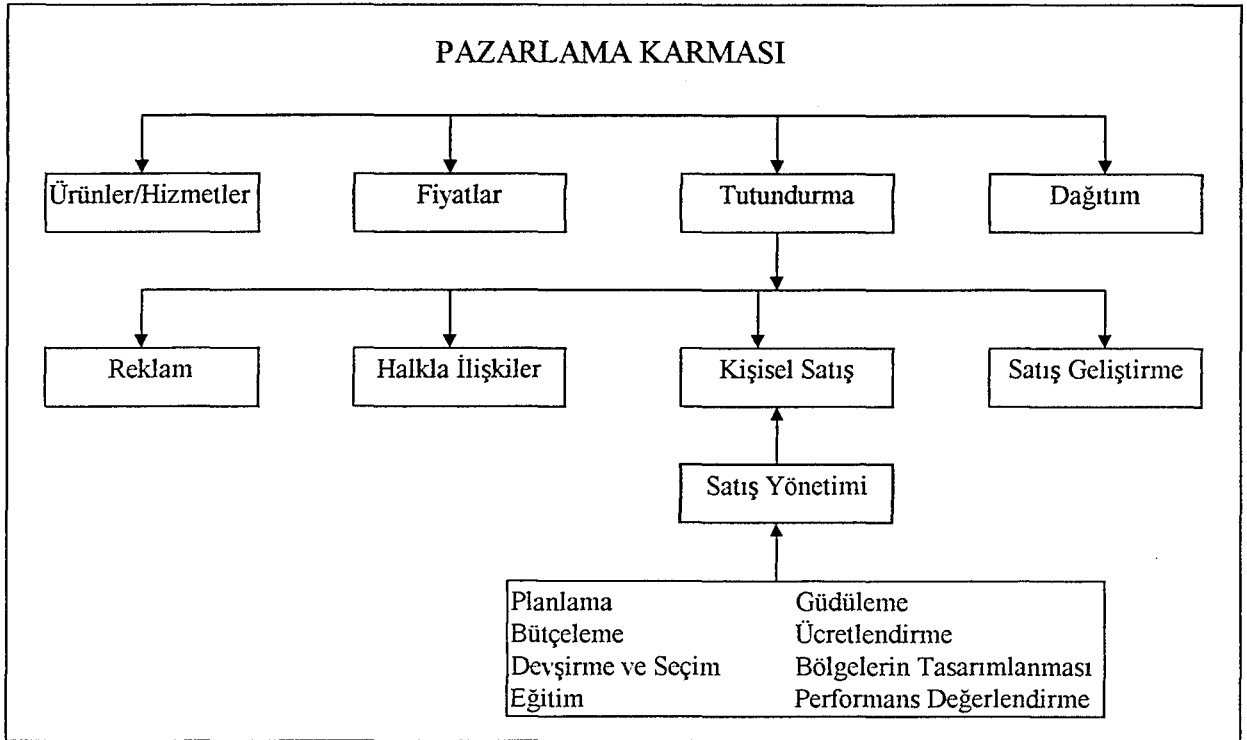 PAZARLAMA KARMASI
Ürünler/Hizmetler
Fiyatlar
Tutundurma
Dağıtım
Reklam
Halkla İlişkiler
Kişisel Satış
Satış Geliştirme
Satış Yönetimi
Planlama
Bütçeleme
Devşirme ve Seçim
Eğitim
Güdüleme
Ücretlendirme
Bölgelerin Tasarımlanması
Performans Değerlendirme